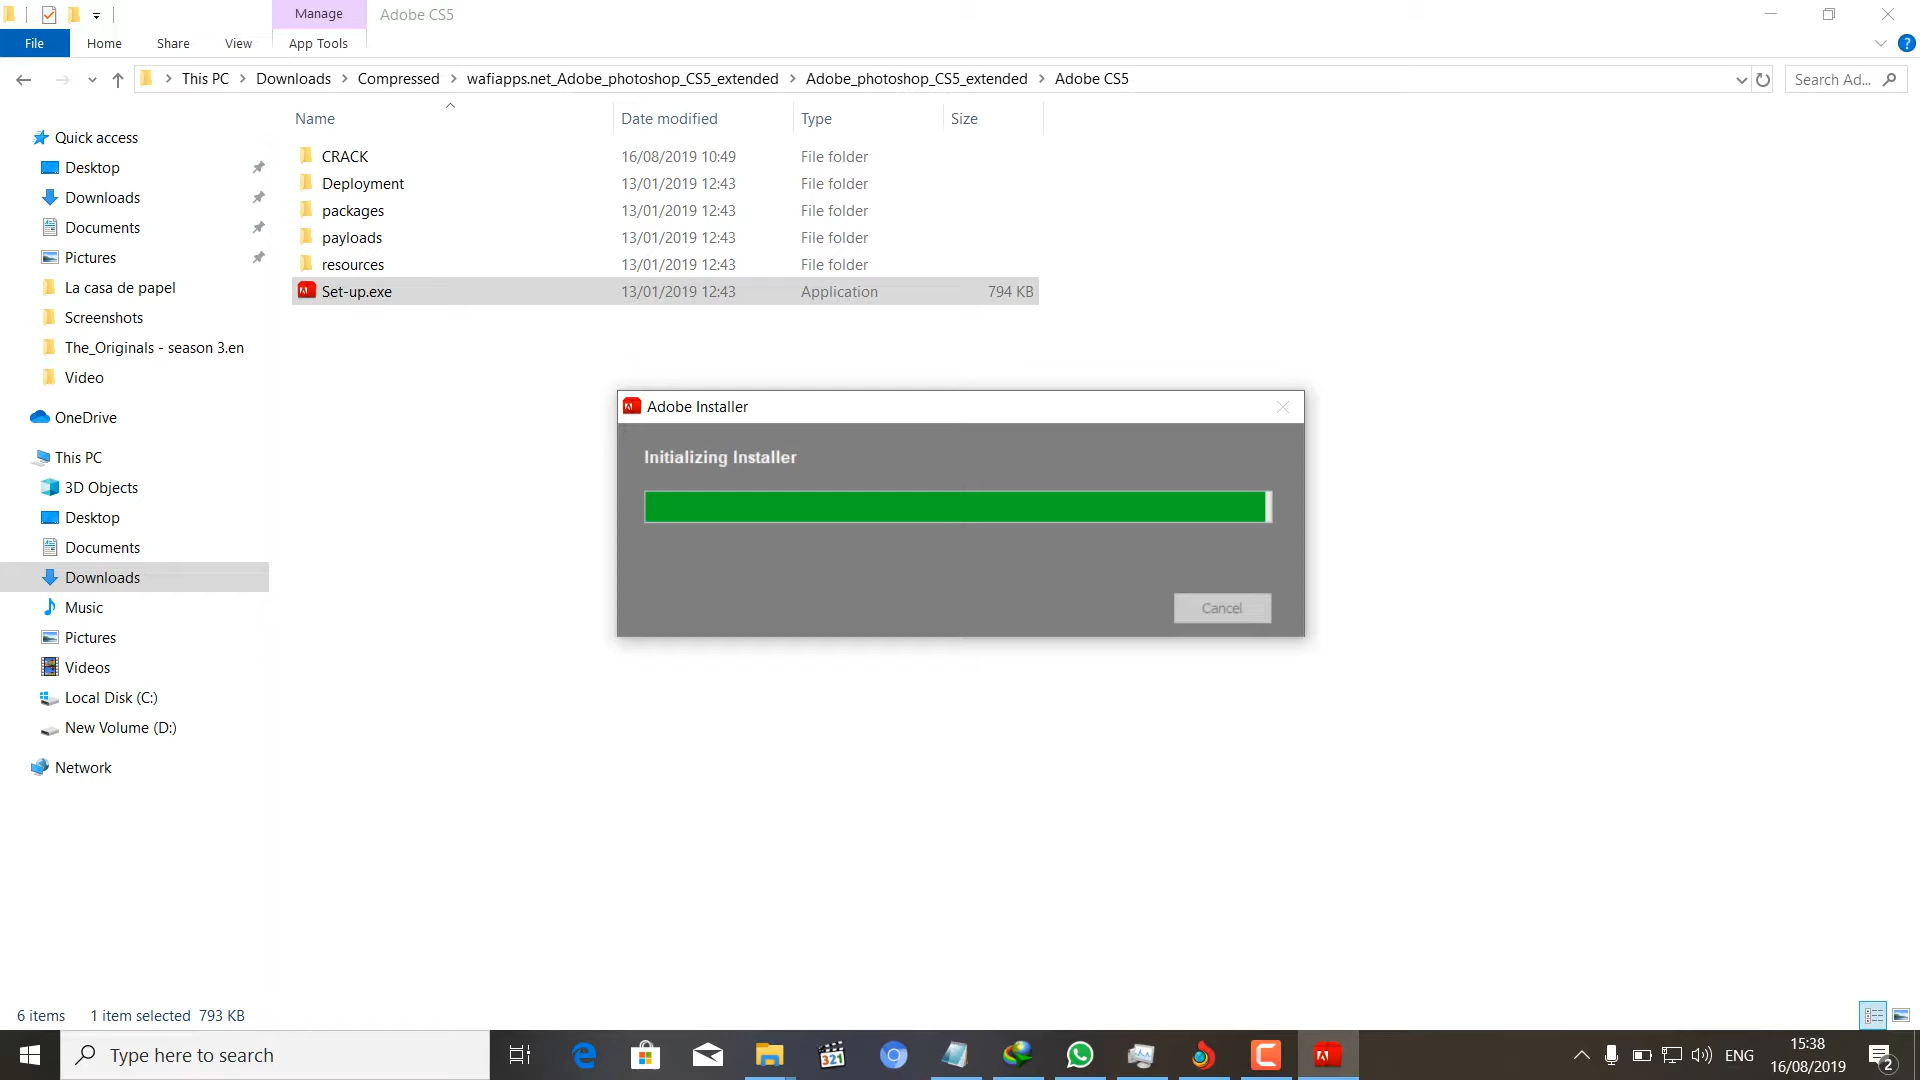 Manage
Adobe CS5
File
Home
Share
View
App Tools
This PC
Downloads
Compressed
wafiapps.net_Adobe_photoshop_CS5_extended
Adobe_photoshop_CS5_extended
Adobe CS5
Search Ad...
Name
Date modified
Type
Size
CRACK 16/08/2019 10:49 File folder
Deployment 13/01/2019 12:43 File folder
packages 13/01/2019 12:43 File folder
payloads 13/01/2019 12:43 File folder
resources 13/01/2019 12:43 File folder
Set-up.exe 13/01/2019 12:43 Application 794 KB
Quick access
Desktop
Downloads
Documents
Pictures
La casa de papel
Screenshots
The_Originals - season 3.en
Video
OneDrive
This PC
3D Objects
Desktop
Documents
Downloads
Music
Pictures
Videos
Local Disk (C:)
New Volume (D:)
Network
Adobe Installer
Initializing Installer
Cancel
6 items
1 item selected 793 KB
Type here to search
321
ENG
15:38
16/08/2019
2